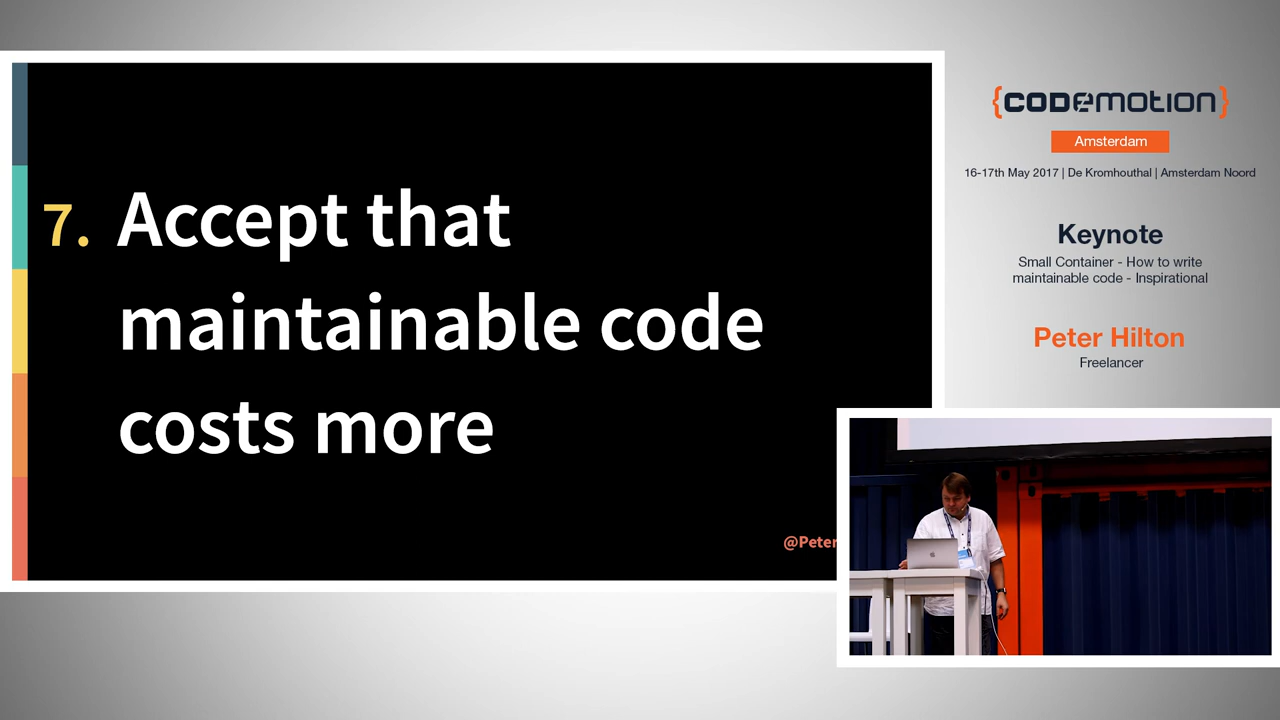 7. Accept that
maintainable code
costs more
@Peter
{codemotion}
Amsterdam
16-17th May 2017 | De Kromhouthal | Amsterdam Noord
Keynote
Small Container - How to write
maintainable code - Inspirational
Peter Hilton
Freelancer